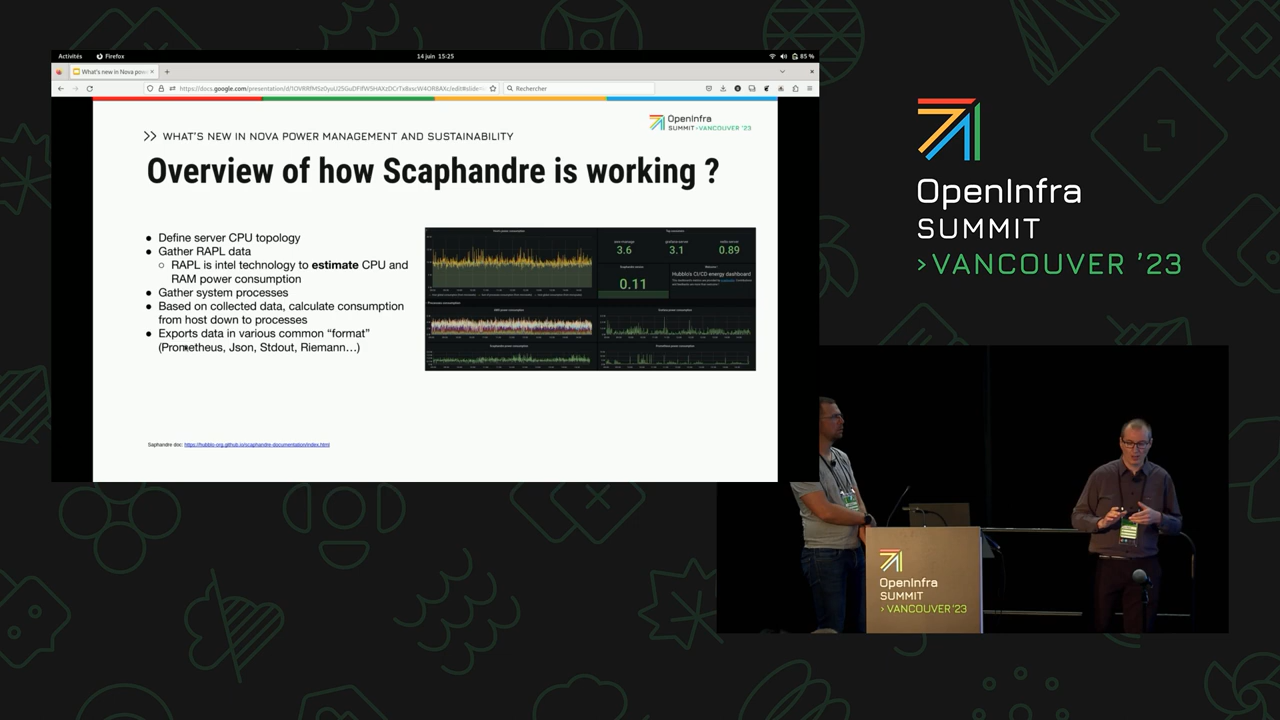 Activités
Firefox
14 juin 15:25
85 %
What's new in Nova pow
Rechercher
OpenInfra
SUMMIT > VANCOUVER '23
>> WHAT'S NEW IN NOVA POWER MANAGEMENT AND SUSTAINABILITY
Overview of how Scaphandre is working ?
● Define server CPU topology
● Gather RAPL data
○ RAPL is intel technology to estimate CPU and
RAM power consumption
● Gather system processes
● Based on collected data, calculate consumption
from host down to processes
● Exports data in various common “format”
(Prometheus, Json, Stdout, Riemann…)
3.6
3.1
0.89
0.11
Hubblo's CI/CD energy dashboard
Saphandre doc: https://hubblo-org.github.io/scaphandre-documentation/index.html
OpenInfra
SUMMIT
>VANCOUVER '23
OpenInfra
SUMMIT
>VANCOUVER '23